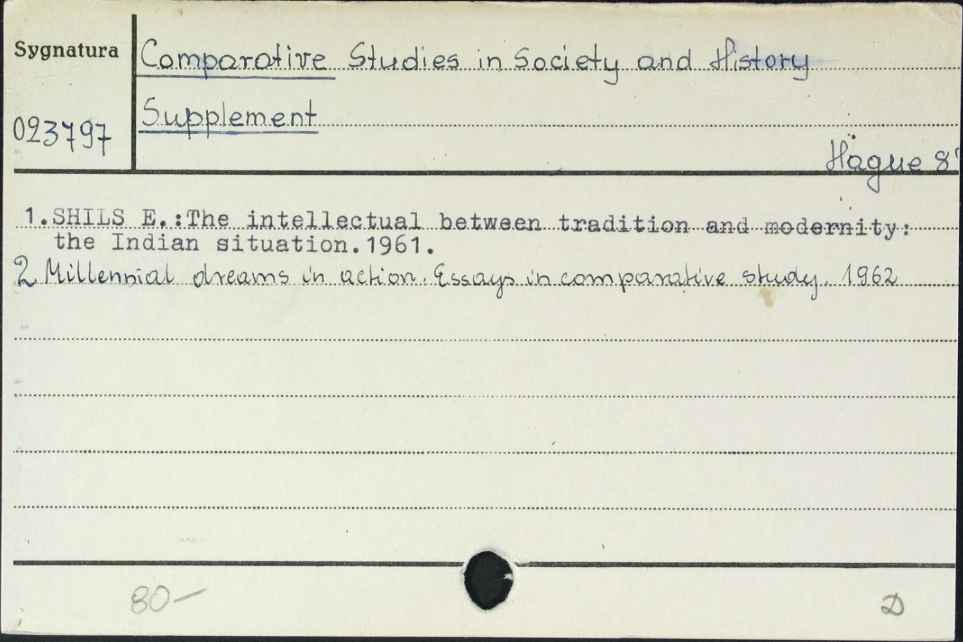 Sygnatura
Comparative Studies in Society and History
Supplement
023797
Hague 8°
1.SHILS E.:The intellectual between tradition and modernity:
the Indian situation.1961.
2 Millennial dreams in action. Essays in comparative study. 1962
80-
D